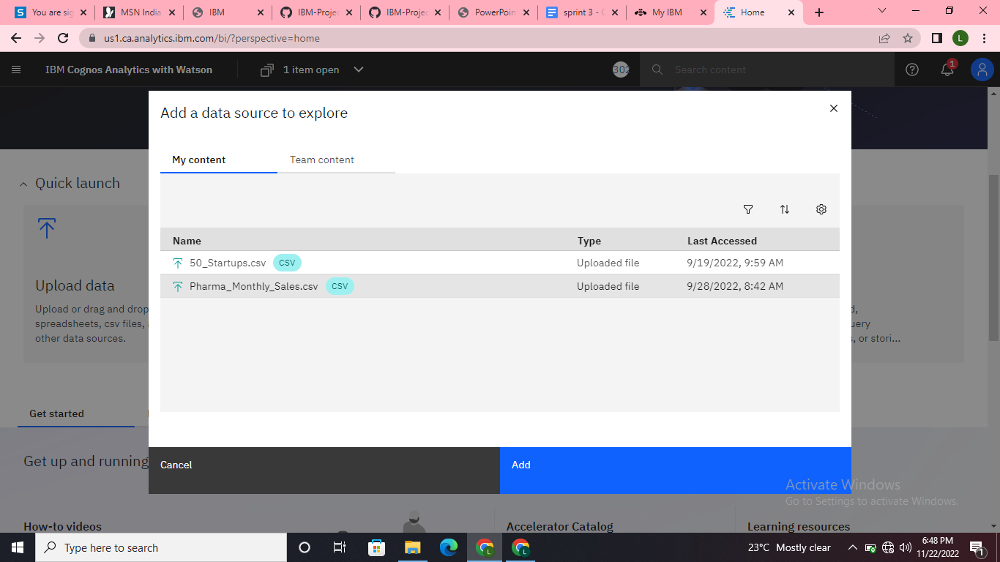 You are sig
MSN India
IBM
IBM-Projec
IBM-Projec
PowerPoin
sprint 3 - C
My IBM
Home
us1.ca.analytics.ibm.com/bi/?perspective=home
L
IBM Cognos Analytics with Watson
1 item open
302
Search content
1
Add a data source to explore
My content
Team content
Quick launch
Name Type Last Accessed
50_Startups.csv CSV Uploaded file 9/19/2022, 9:59 AM
Pharma_Monthly_Sales.csv CSV Uploaded file 9/28/2022, 8:42 AM
Upload data
Upload or drag and drop
spreadsheets, csv files,
other data sources.
d,
uery
s, or stori...
Get started
Get up and running
Cancel
Add
Activate Windows
Go to Settings to activate Windows.
How-to videos
Accelerator Catalog
Learning resources
Type here to search
23°C Mostly clear
6:48 PM
11/22/2022
1